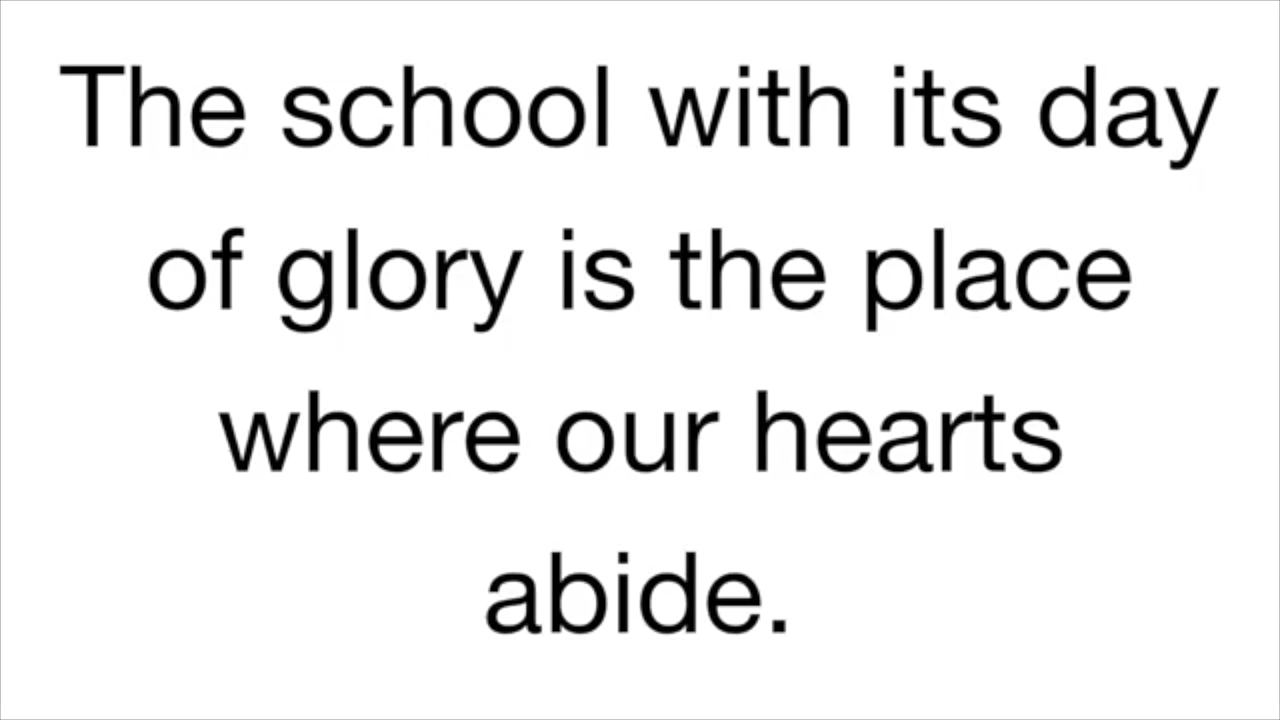 The school with its day
of glory is the place
where our hearts
abide.